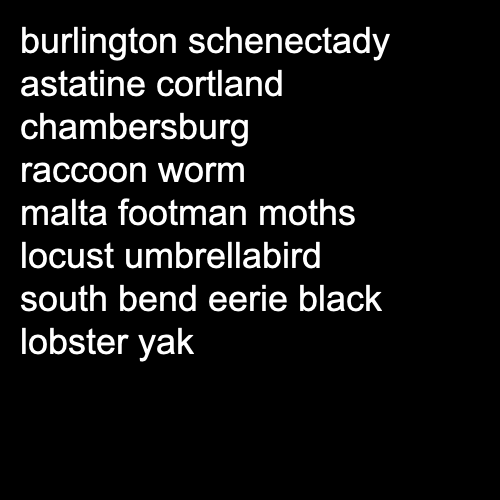 burlington schenectady
astatine cortland
chambersburg
raccoon worm
malta footman moths
locust umbrellabird
south bend eerie black
lobster yak